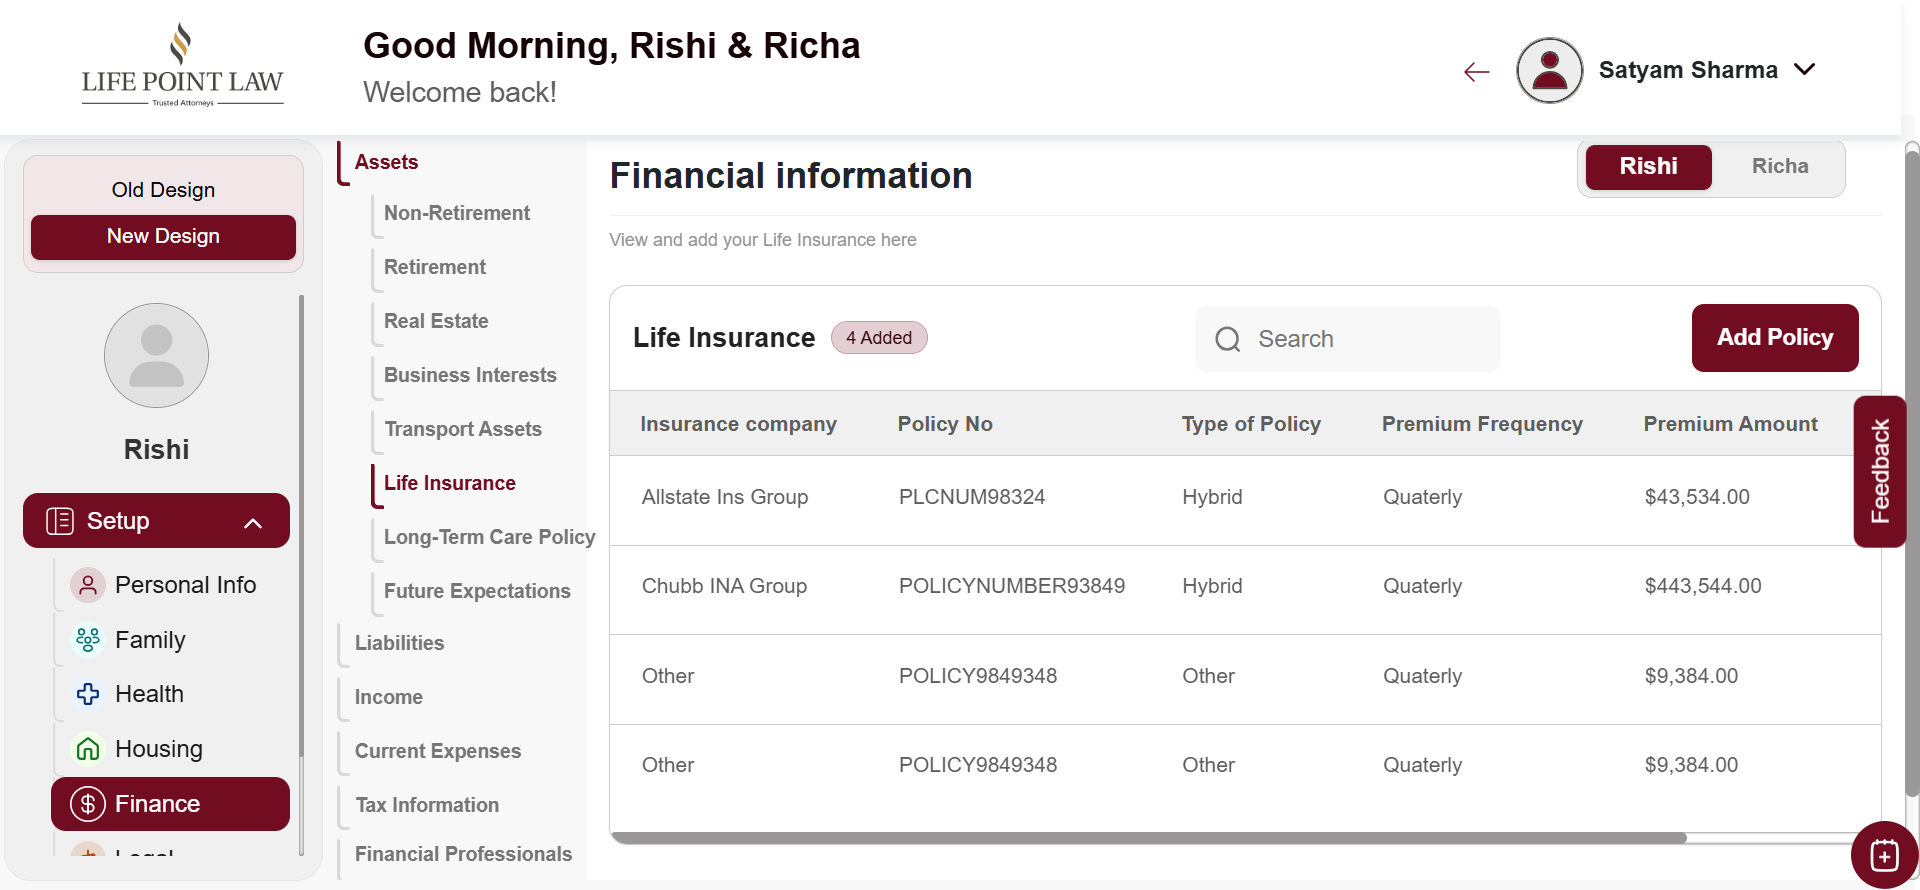 LIFE POINT LAW
Trusted Attorneys
Good Morning, Rishi & Richa
Welcome back!
Satyam Sharma
Old Design
New Design
Rishi
Setup
Personal Info
Family
Health
Housing
Finance
Legal
Assets
Non-Retirement
Retirement
Real Estate
Business Interests
Transport Assets
Life Insurance
Long-Term Care Policy
Future Expectations
Liabilities
Income
Current Expenses
Tax Information
Financial Professionals
Financial information
Rishi Richa
View and add your Life Insurance here
Life Insurance 4 Added Search Add Policy
Insurance company Policy No Type of Policy Premium Frequency Premium Amount
Allstate Ins Group PLCNUM98324 Hybrid Quaterly $43,534.00
Chubb INA Group POLICYNUMBER93849 Hybrid Quaterly $443,544.00
Other POLICY9849348 Other Quaterly $9,384.00
Other POLICY9849348 Other Quaterly $9,384.00
Feedback